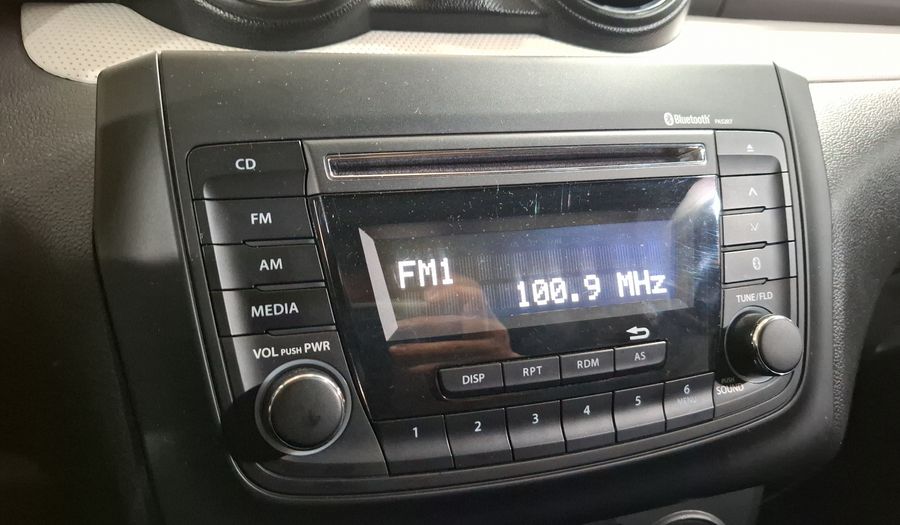 Bluetooth
CD
FM
AM
MEDIA
VOL PUSH PWR
FM1
100.9 MHz
TUNE/FLD
DISP
RPT
RDM
AS
PUSH
SOUND
1
2
3
4
5
6
MENU